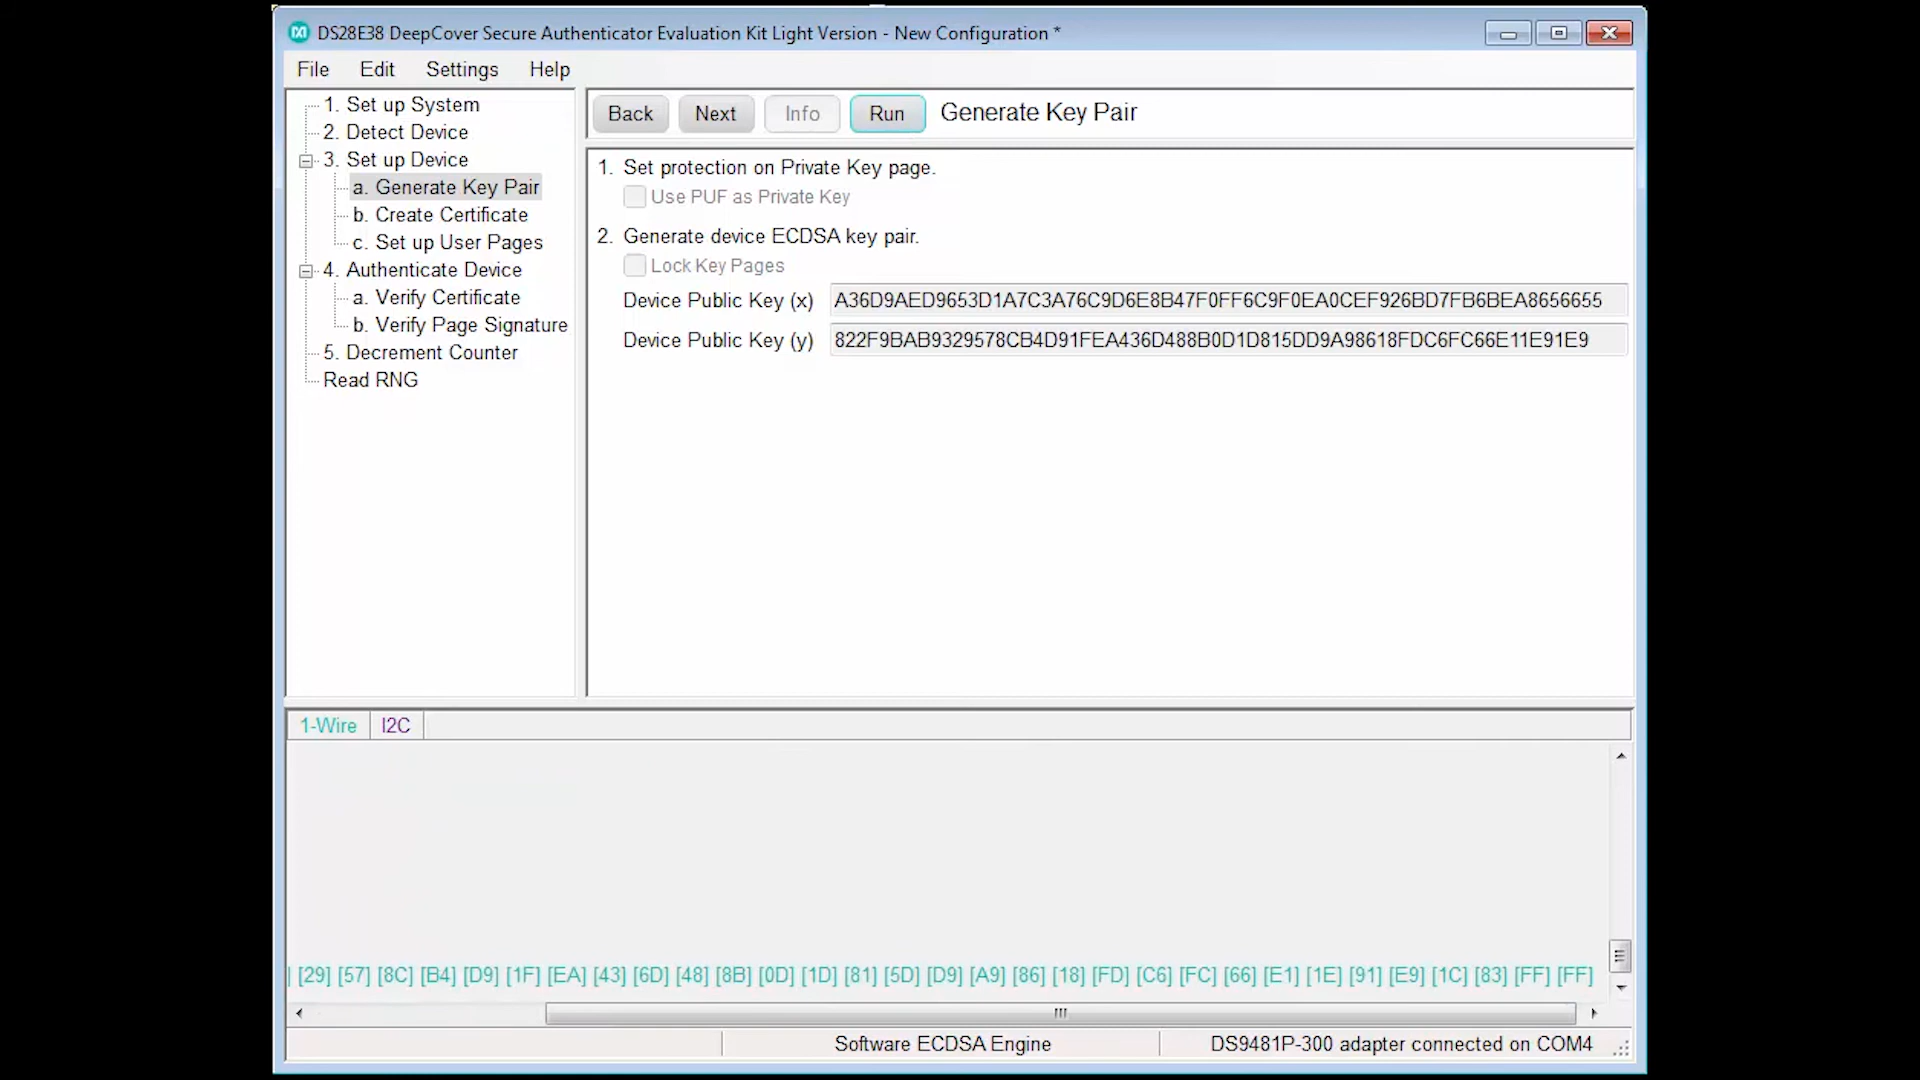 DS28E38 DeepCover Secure Authenticator Evaluation Kit Light Version - New Configuration *
File Edit Settings Help
1. Set up System
2. Detect Device
3. Set up Device
a. Generate Key Pair
b. Create Certificate
c. Set up User Pages
4. Authenticate Device
a. Verify Certificate
b. Verify Page Signature
5. Decrement Counter
Read RNG
Back Next Info Run Generate Key Pair
1. Set protection on Private Key page.
Use PUF as Private Key
2. Generate device ECDSA key pair.
Lock Key Pages
Device Public Key (x) A36D9AED9653D1A7C3A76C9D6E8B47F0FF6C9F0EA0CEF926BD7FB6BEA8656655
Device Public Key (y) 822F9BAB9329578CB4D91FEA436D488B0D1D815DD9A98618FDC6FC66E11E91E9
1-Wire I2C
[29] [57] [8C] [B4] [D9] [1F] [EA] [43] [6D] [48] [8B] [0D] [1D] [81] [5D] [D9] [A9] [86] [18] [FD] [C6] [FC] [66] [E1] [1E] [91] [E9] [1C] [83] [FF] [FF]
Software ECDSA Engine DS9481P-300 adapter connected on COM4